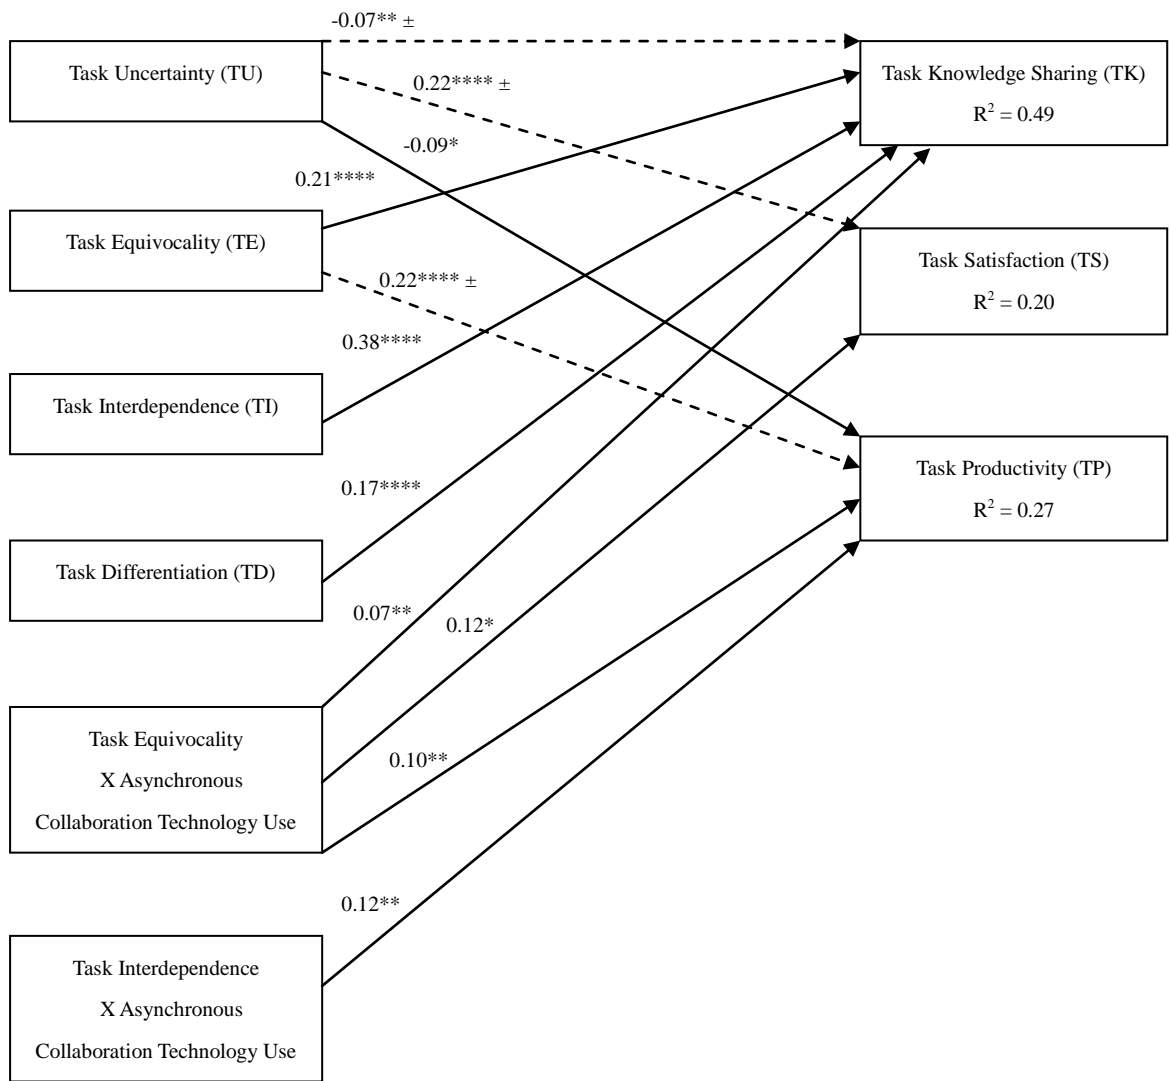 -0.07** ±
Task Uncertainty (TU)
Task Knowledge Sharing (TK)
R² = 0.49
0.22**** ±
-0.09*
0.21****
Task Equivocality (TE)
Task Satisfaction (TS)
R² = 0.20
0.22**** ±
0.38****
Task Interdependence (TI)
Task Productivity (TP)
R² = 0.27
0.17****
Task Differentiation (TD)
0.07**
0.12*
Task Equivocality
X Asynchronous
Collaboration Technology Use
0.10**
0.12**
Task Interdependence
X Asynchronous
Collaboration Technology Use